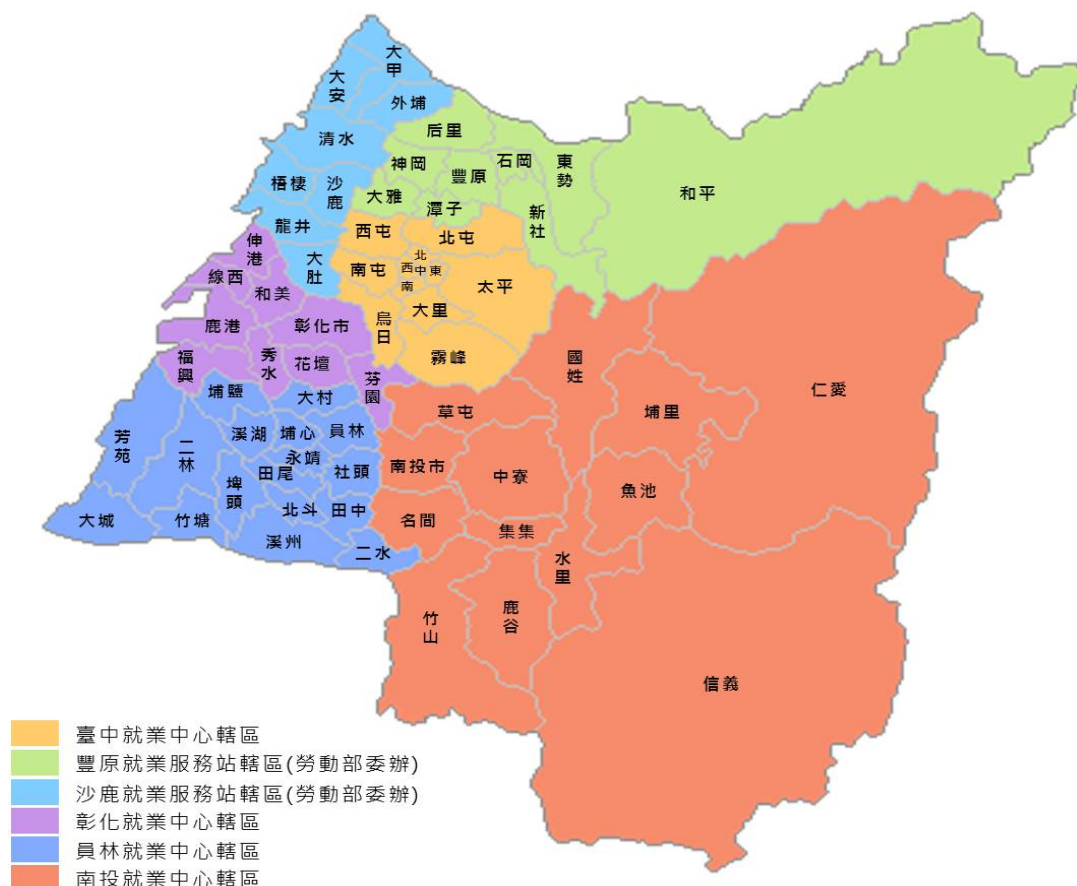 大甲
大安
外埔
清水
后里
石岡
東勢
神岡
豐原
和平
梧棲
沙鹿
大雅
潭子
新社
龍井
西屯
北屯
伸港
大肚
南屯
北
西中東
南
太平
線西
和美
大里
鹿港
彰化市
烏日
福興
秀水
花壇
芬園
霧峰
國姓
仁愛
埔鹽
大村
草屯
埔里
芳苑
二林
溪湖
埔心
員林
永靖
田尾
社頭
南投市
中寮
魚池
埤頭
大城
竹塘
北斗
田中
名間
集集
溪州
二水
水里
竹山
鹿谷
信義
臺中就業中心轄區
豐原就業服務站轄區(勞動部委辦)
沙鹿就業服務站轄區(勞動部委辦)
彰化就業中心轄區
員林就業中心轄區
南投就業中心轄區